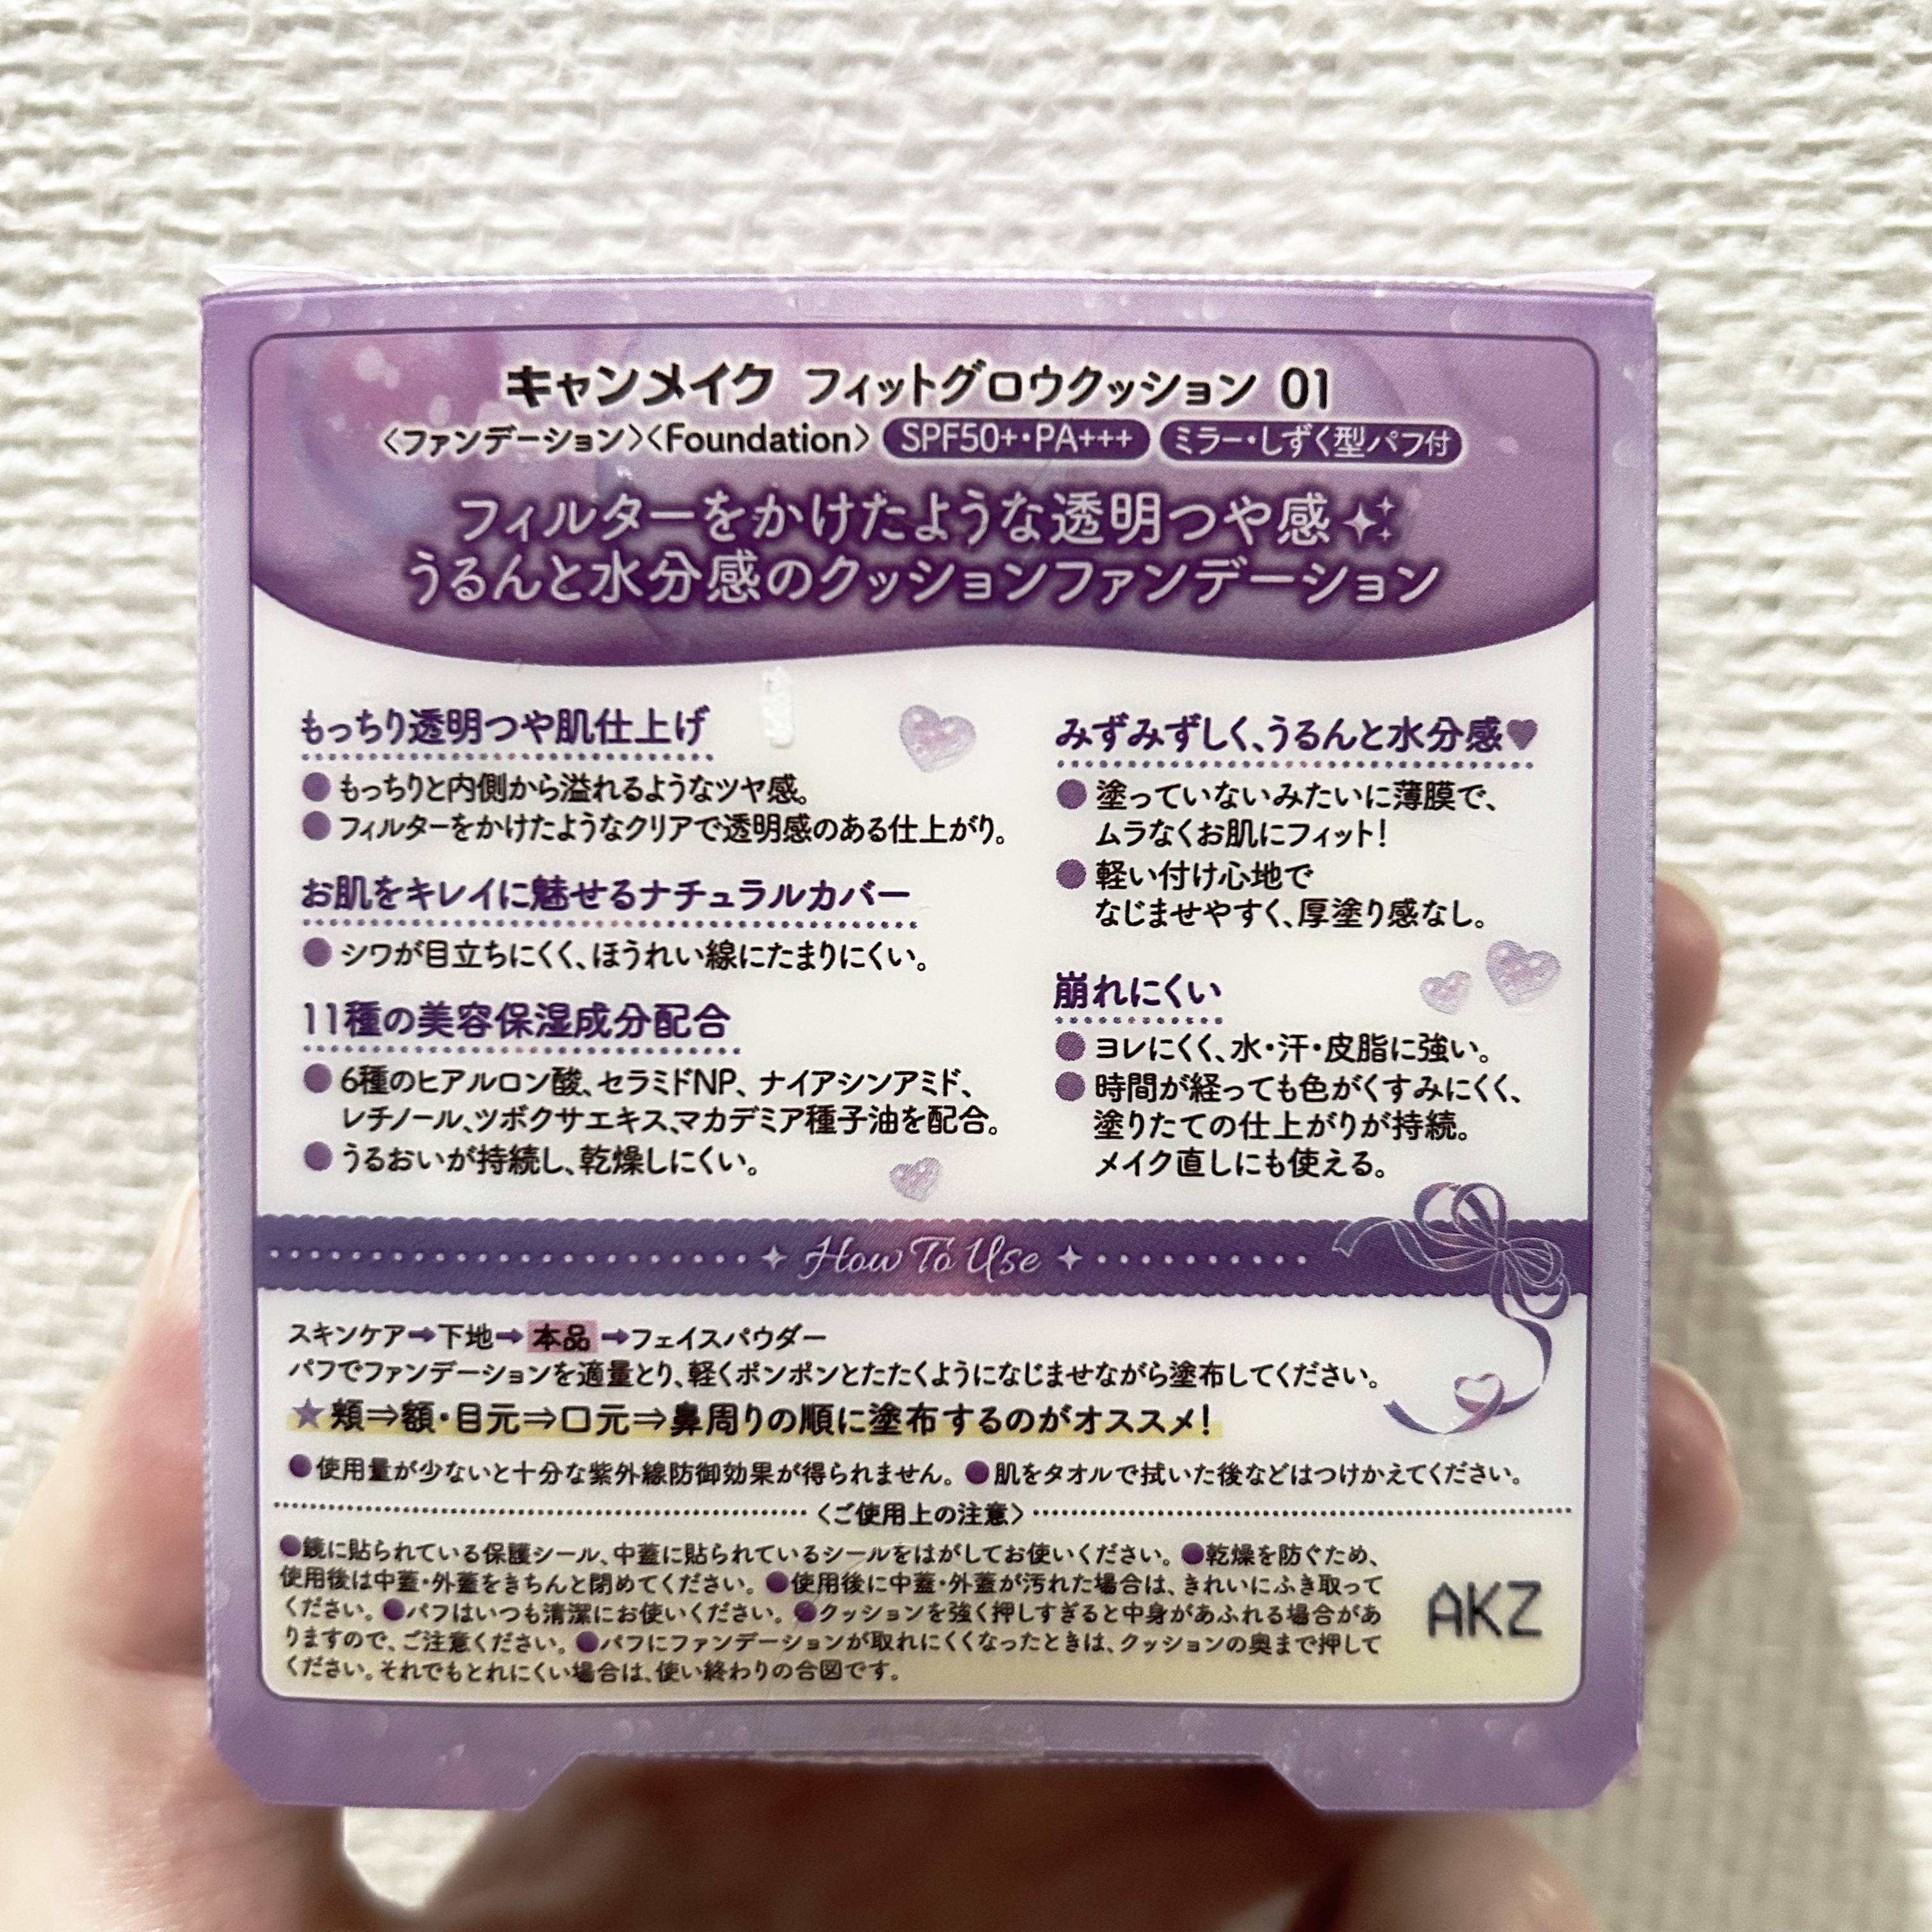 キャンメイク フィットグロウクッション 01
〈ファンデーション〉〈Foundation〉 SPF50+・PA+++ ミラー・しずく型パフ付
フィルターをかけたような透明つや感
うるんと水分感のクッションファンデーション
もっちり透明つや肌仕上げ
●もっちりと内側から溢れるようなツヤ感。
●フィルターをかけたようなクリアで透明感のある仕上がり。
お肌をキレイに魅せるナチュラルカバー
●シワが目立ちにくく、ほうれい線にたまりにくい。
11種の美容保湿成分配合
●6種のヒアルロン酸、セラミドNP、ナイアシンアミド、
レチノール、ツボクサエキス、マカデミア種子油を配合。
●うるおいが持続し、乾燥しにくい。
みずみずしく、うるんと水分感♥
●塗っていないみたいに薄膜で、
ムラなくお肌にフィット!
●軽い付け心地で
なじませやすく、厚塗り感なし。
崩れにくい
●ヨレにくく、水・汗・皮脂に強い。
●時間が経っても色がくすみにくく、
塗りたての仕上がりが持続。
メイク直しにも使える。
How To Use
スキンケア➡下地➡本品➡フェイスパウダー
パフでファンデーションを適量とり、軽くポンポンとたたくようになじませながら塗布してください。
★頬⇒額・目元⇒口元⇒鼻周りの順に塗布するのがオススメ!
●使用量が少ないと十分な紫外線防御効果が得られません。●肌をタオルで拭いた後などはつけかえてください。
〈ご使用上の注意〉
●鏡に貼られている保護シール、中蓋に貼られているシールをはがしてお使いください。●乾燥を防ぐため、
使用後は中蓋・外蓋をきちんと閉めてください。●使用後に中蓋・外蓋が汚れた場合は、きれいにふき取って
ください。●パフはいつも清潔にお使いください。●クッションを強く押しすぎると中身があふれる場合があ
りますので、ご注意ください。●パフにファンデーションが取れにくくなったときは、クッションの奥まで押して
ください。それでもとれにくい場合は、使い終わりの合図です。
AKZ